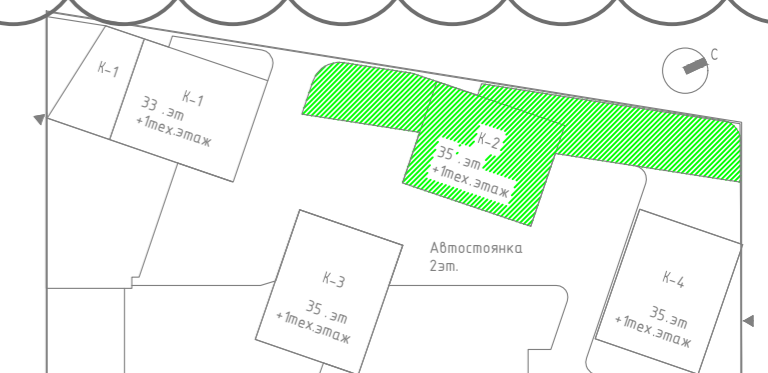 С
К-1
К-1
33 .эт
+1тех.этаж
К-2
35 .эт
+1тех.этаж
Автостоянка
2эт.
К-3
35 .эт
+1тех.этаж
К-4
35.эт
+1тех.этаж